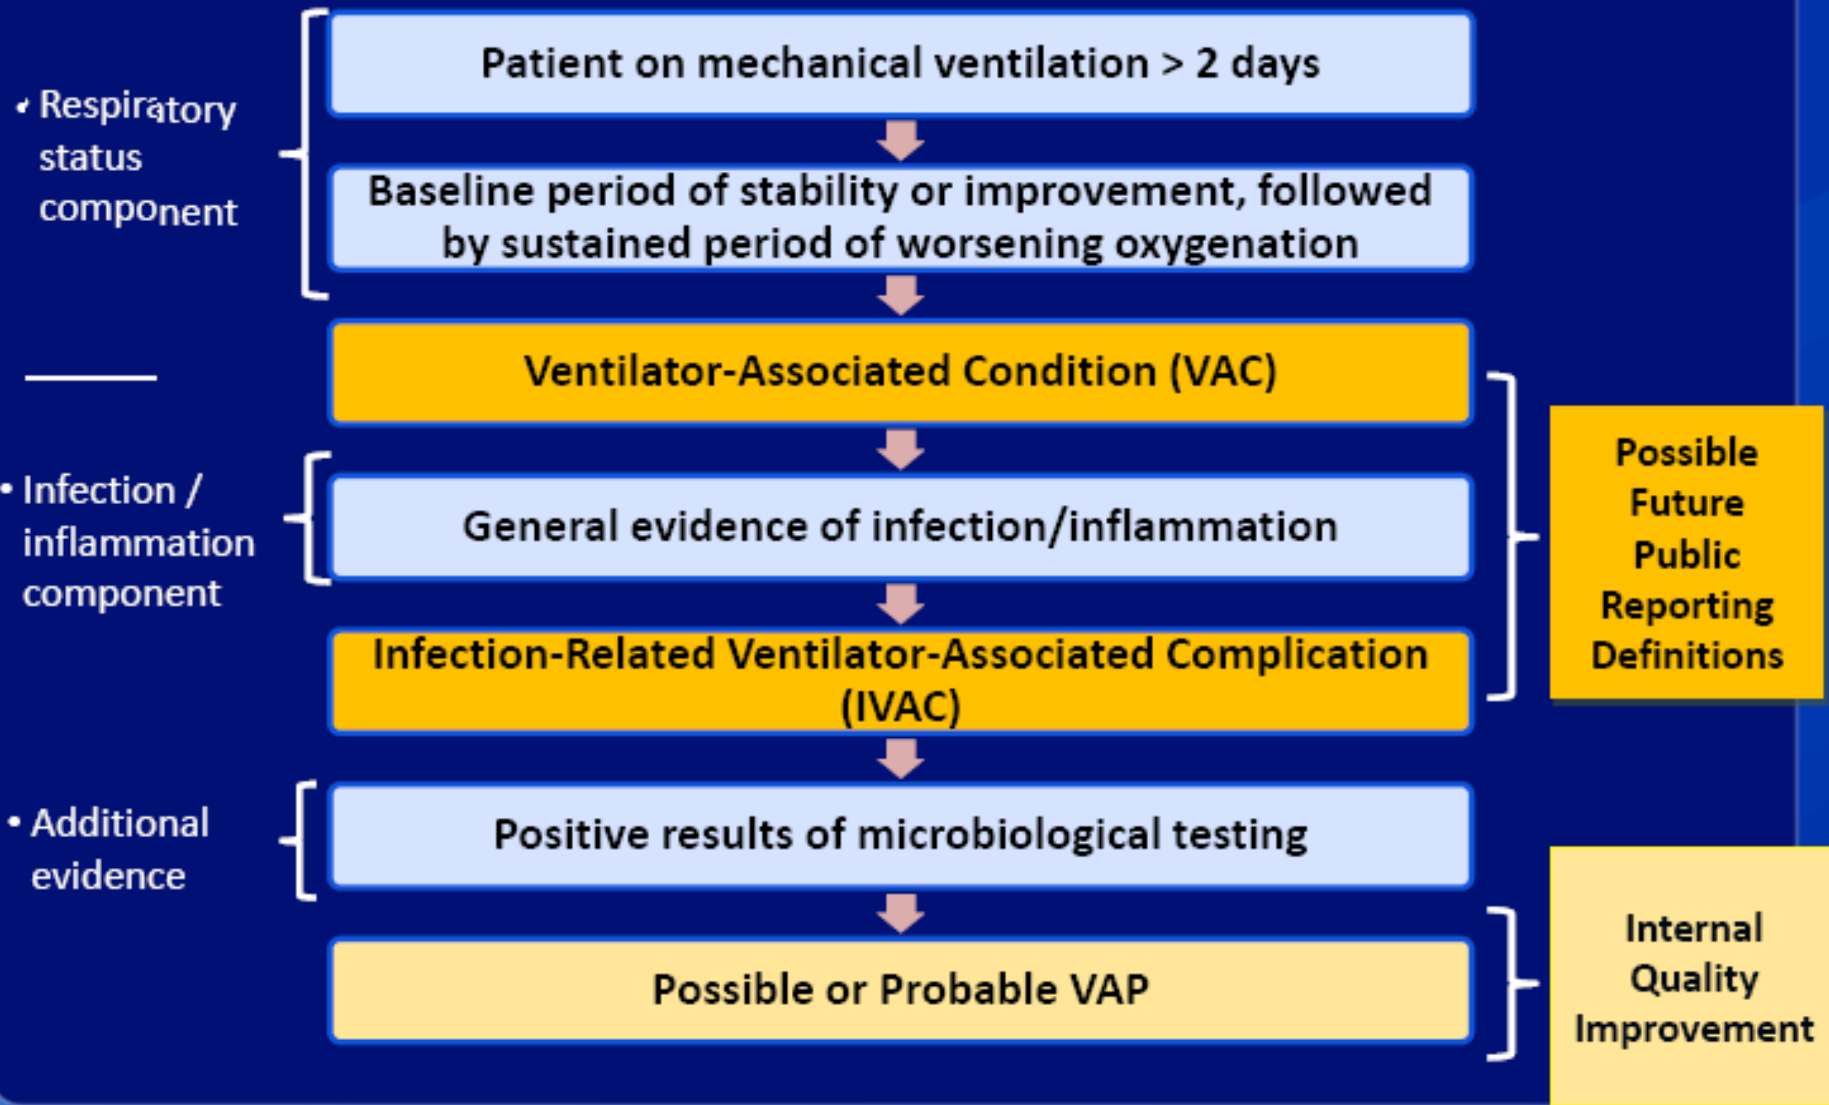 Patient on mechanical ventilation > 2 days
• Respiratory
status
component
Baseline period of stability or improvement, followed
by sustained period of worsening oxygenation
Ventilator-Associated Condition (VAC)
• Infection /
inflammation
component
General evidence of infection/inflammation
Infection-Related Ventilator-Associated Complication
(IVAC)
Possible
Future
Public
Reporting
Definitions
• Additional
evidence
Positive results of microbiological testing
Possible or Probable VAP
Internal
Quality
Improvement